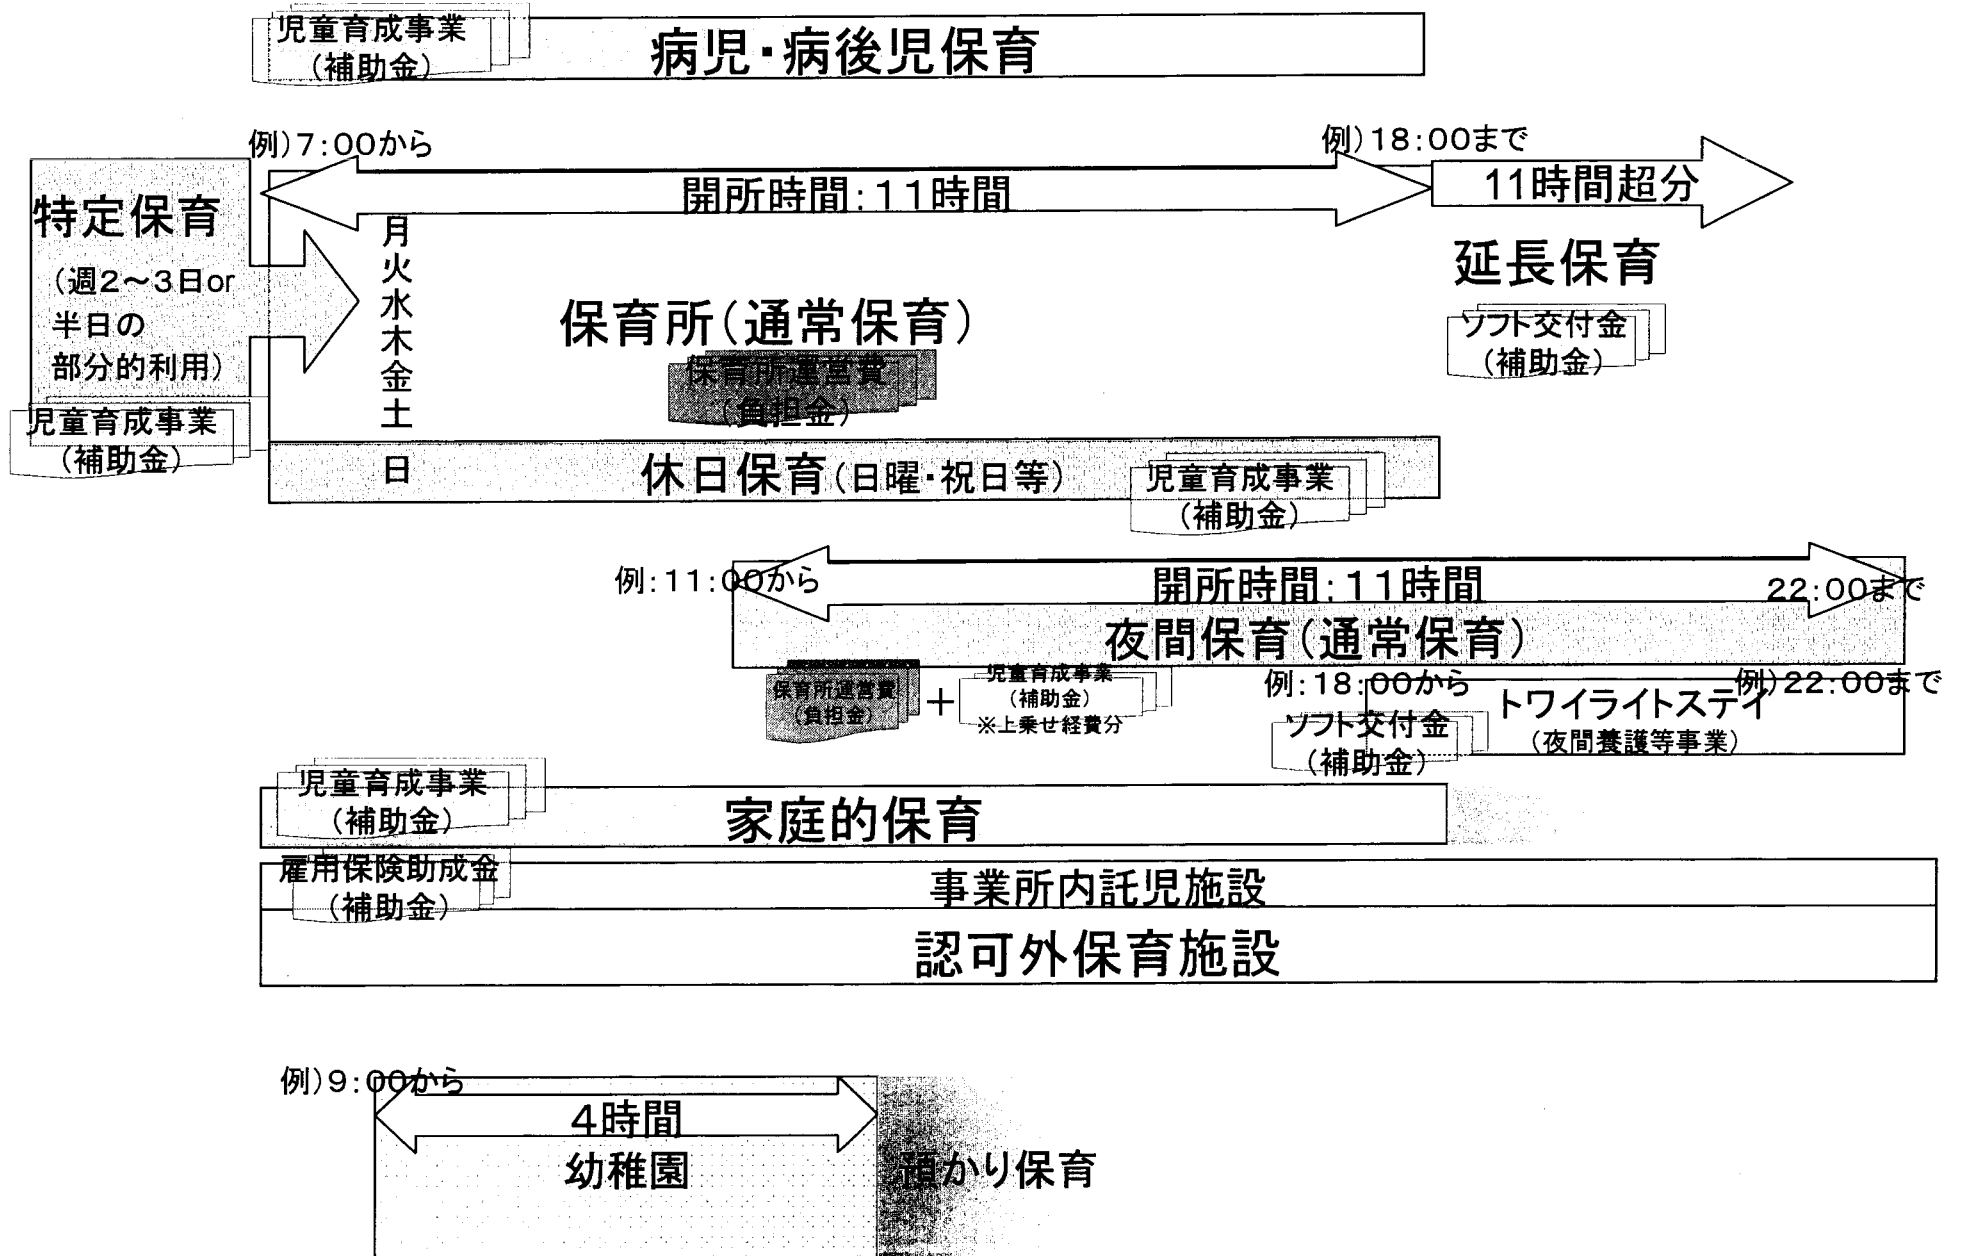 児童育成事業
(補助金)
病児・病後児保育
例)7:00から
例)18:00まで
開所時間:11時間
11時間超分
特定保育
(週2～3日or
半日の
部分的利用)
児童育成事業
(補助金)
月
火
水
木
金
土
日
保育所(通常保育)
保育所運営費
(負担金)
延長保育
ソフト交付金
(補助金)
休日保育(日曜・祝日等)
児童育成事業
(補助金)
例:11:00から
開所時間:11時間
22:00まで
夜間保育(通常保育)
保育所運営費
(負担金)
+
児童育成事業
(補助金)
※上乗せ経費分
例:18:00から
例)22:00まで
ソフト交付金
(補助金)
トワイライトステイ
(夜間養護等事業)
児童育成事業
(補助金)
家庭的保育
雇用保険助成金
(補助金)
事業所内託児施設
認可外保育施設
例)9:00から
4時間
幼稚園
預かり保育